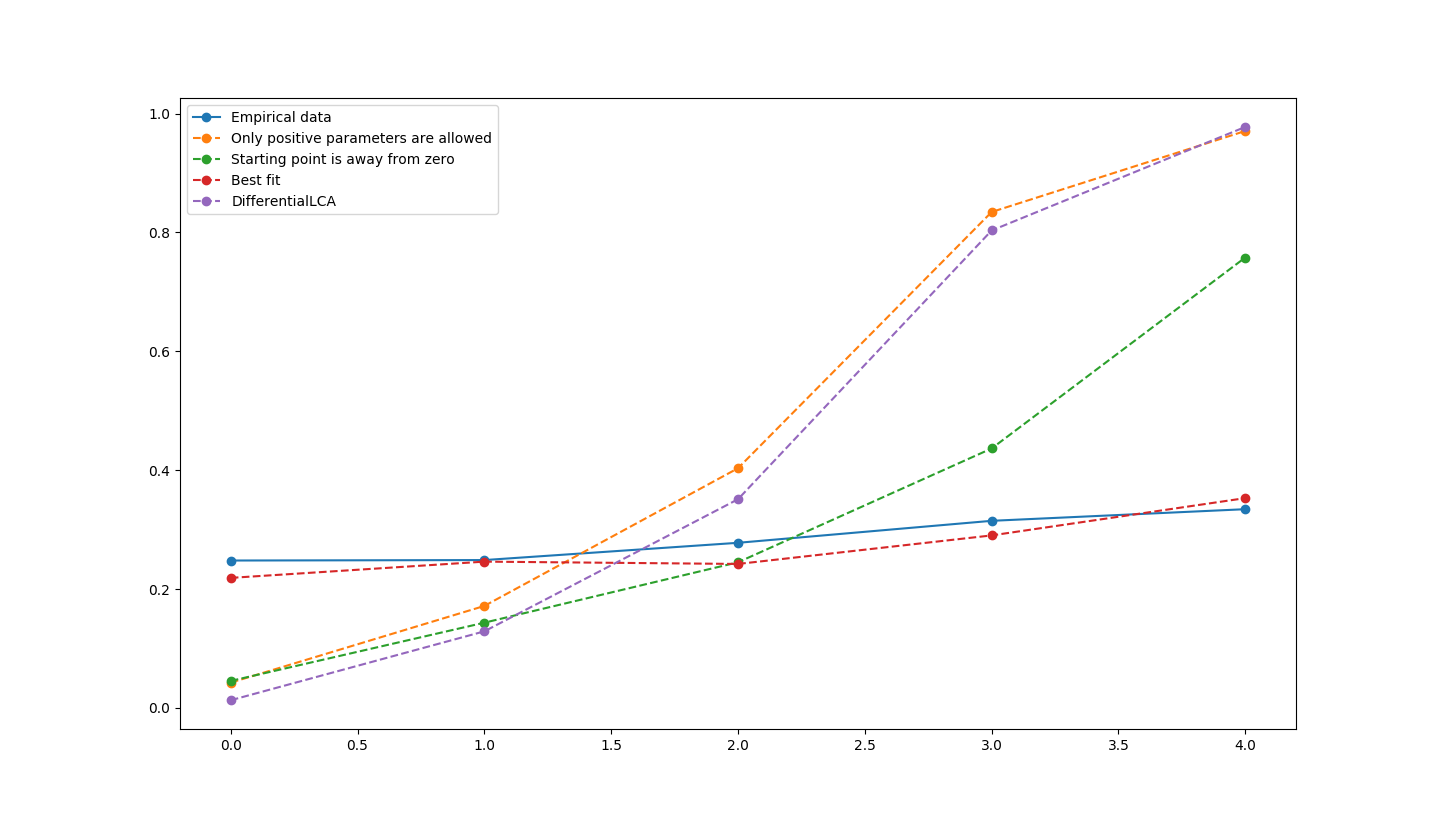 Empirical data
Only positive parameters are allowed
Starting point is away from zero
Best fit
DifferentialLCA
1.0
0.8
0.6
0.4
0.2
0.0
0.0 0.5 1.0 1.5 2.0 2.5 3.0 3.5 4.0